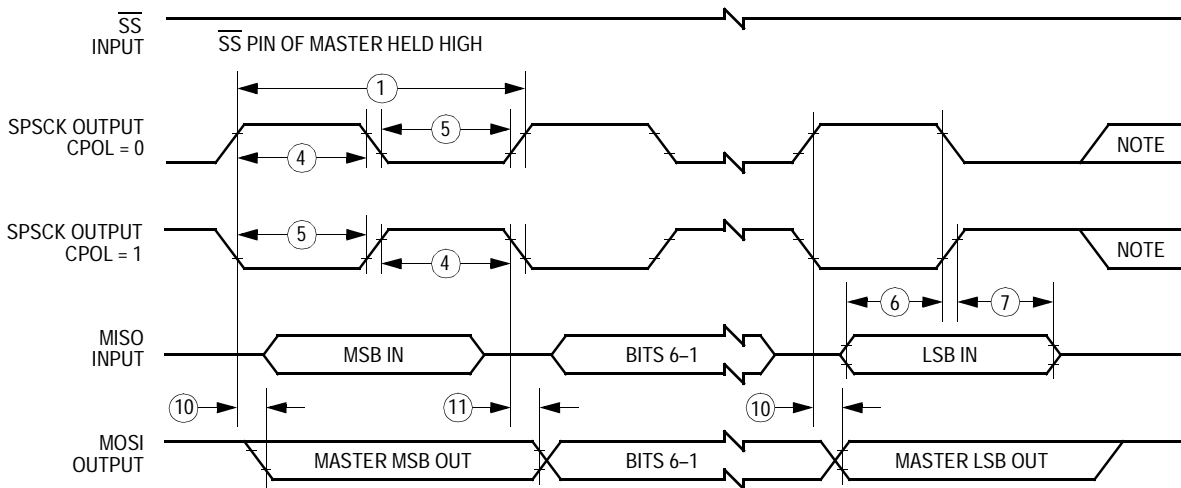 SS
INPUT
SS PIN OF MASTER HELD HIGH
1
SPSCK OUTPUT
CPOL = 0
5
4
NOTE
SPSCK OUTPUT
CPOL = 1
5
4
NOTE
6
7
MISO
INPUT
MSB IN
BITS 6–1
LSB IN
10
11
10
MOSI
OUTPUT
MASTER MSB OUT
BITS 6–1
MASTER LSB OUT